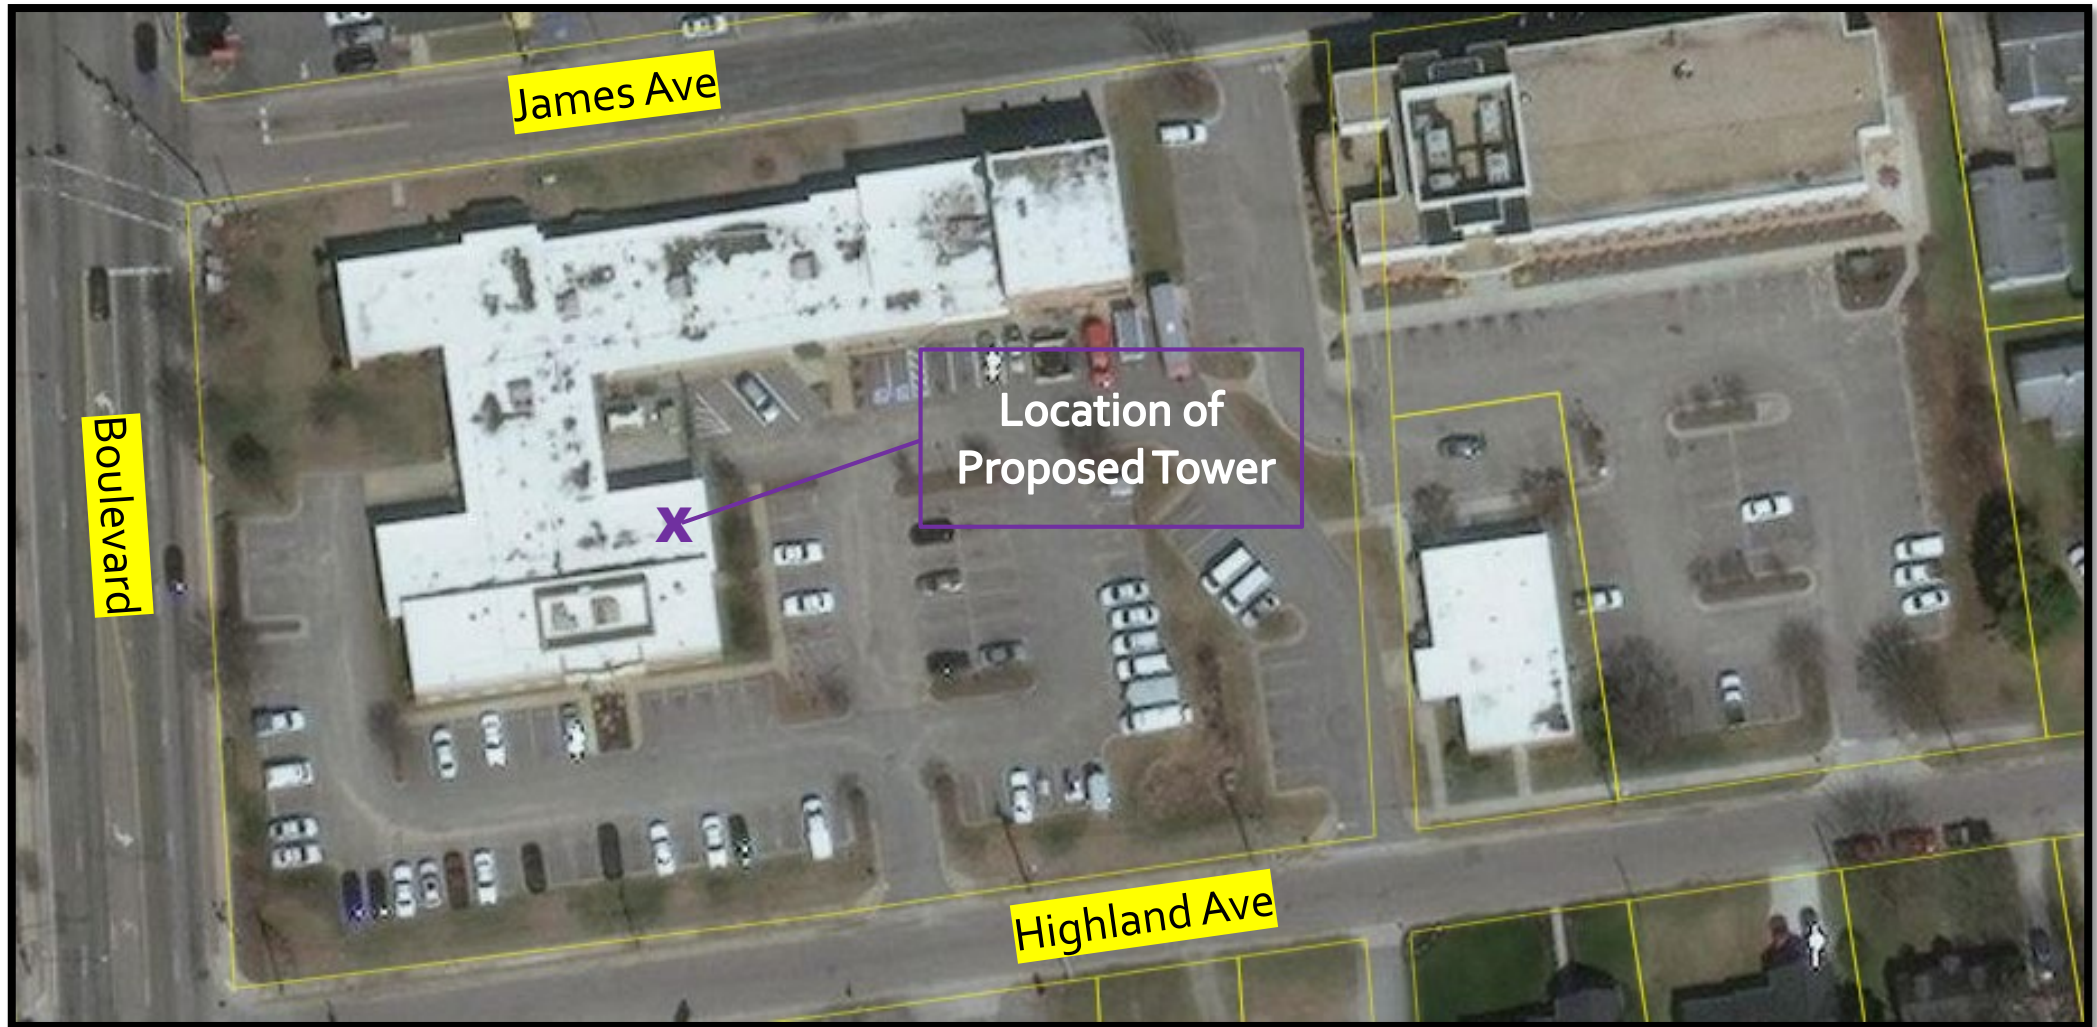 James Ave
Location of
Proposed Tower
X
Boulevard
Highland Ave